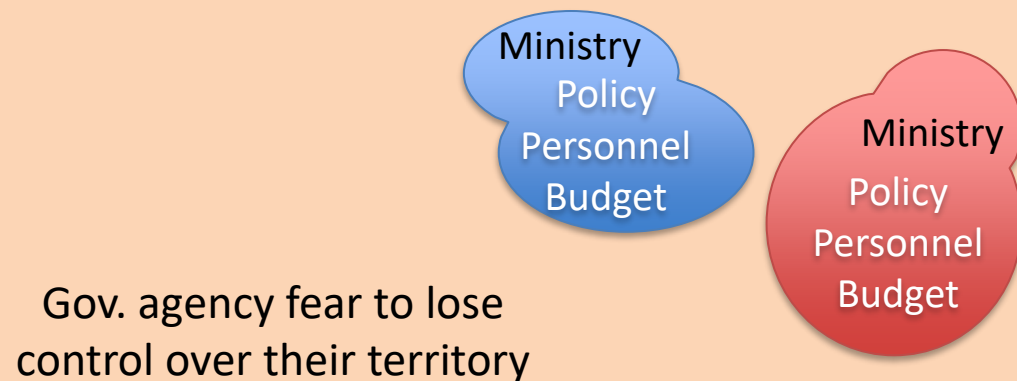 Ministry
Policy
Personnel
Budget
Ministry
Policy
Personnel
Budget
Gov. agency fear to lose
control over their territory